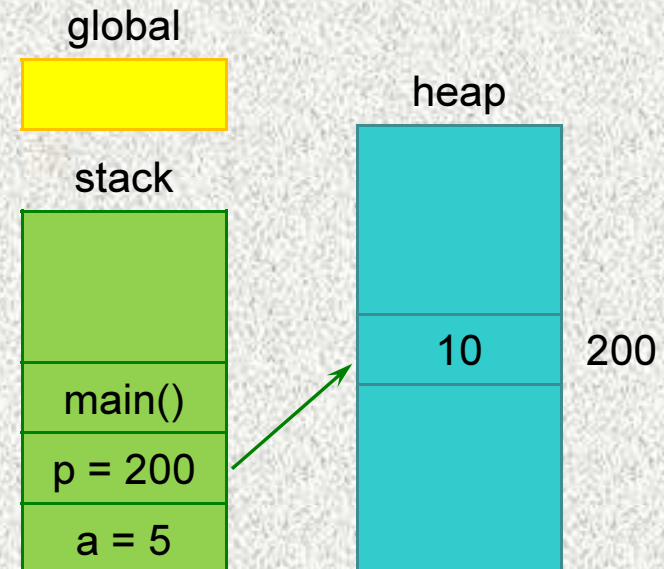 global
stack
main()
p = 200
a = 5
heap
10
200